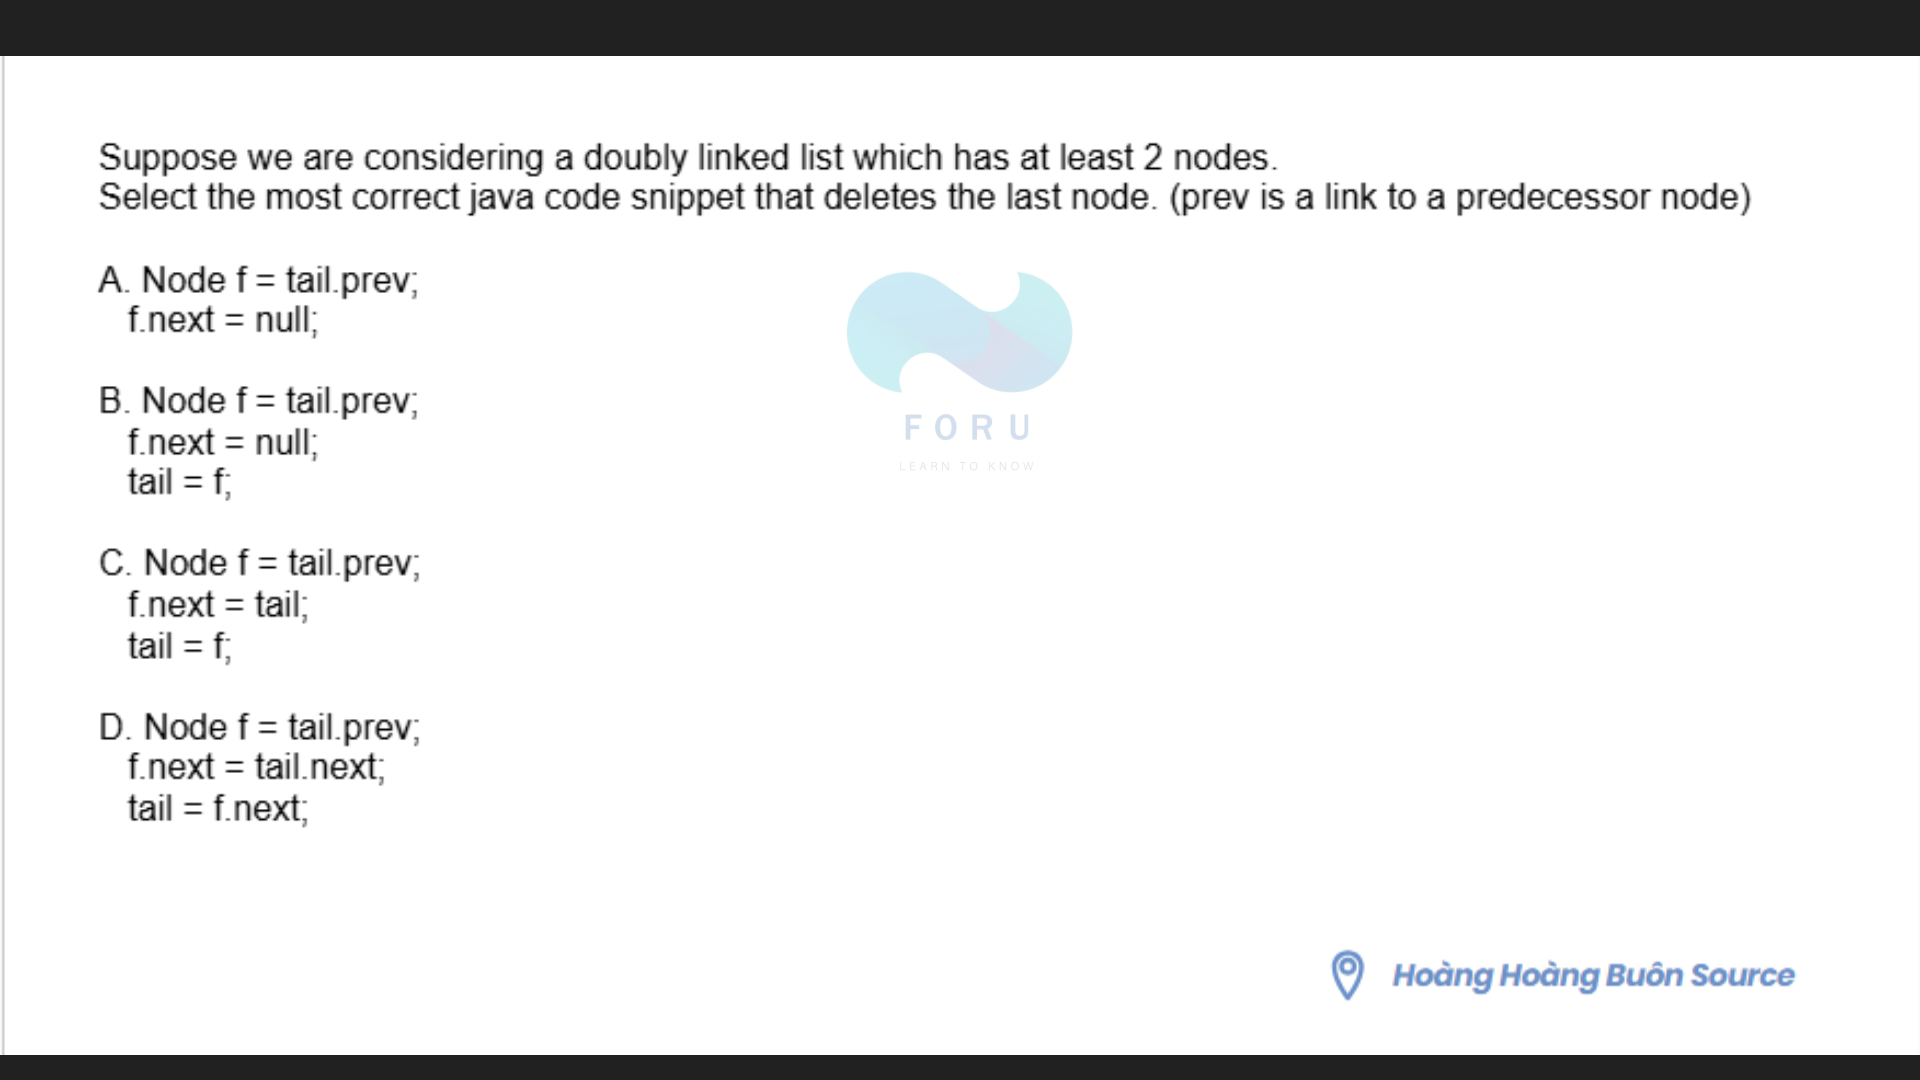 Suppose we are considering a doubly linked list which has at least 2 nodes.
Select the most correct java code snippet that deletes the last node. (prev is a link to a predecessor node)
A. Node f = tail.prev;
f.next = null;
B. Node f = tail.prev;
f.next = null;
tail = f;
C. Node f = tail.prev;
f.next = tail;
tail = f;
D. Node f = tail.prev;
f.next = tail.next;
tail = f.next;
FORU
LEARN TO KNOW
Hoàng Hoàng Buôn Source